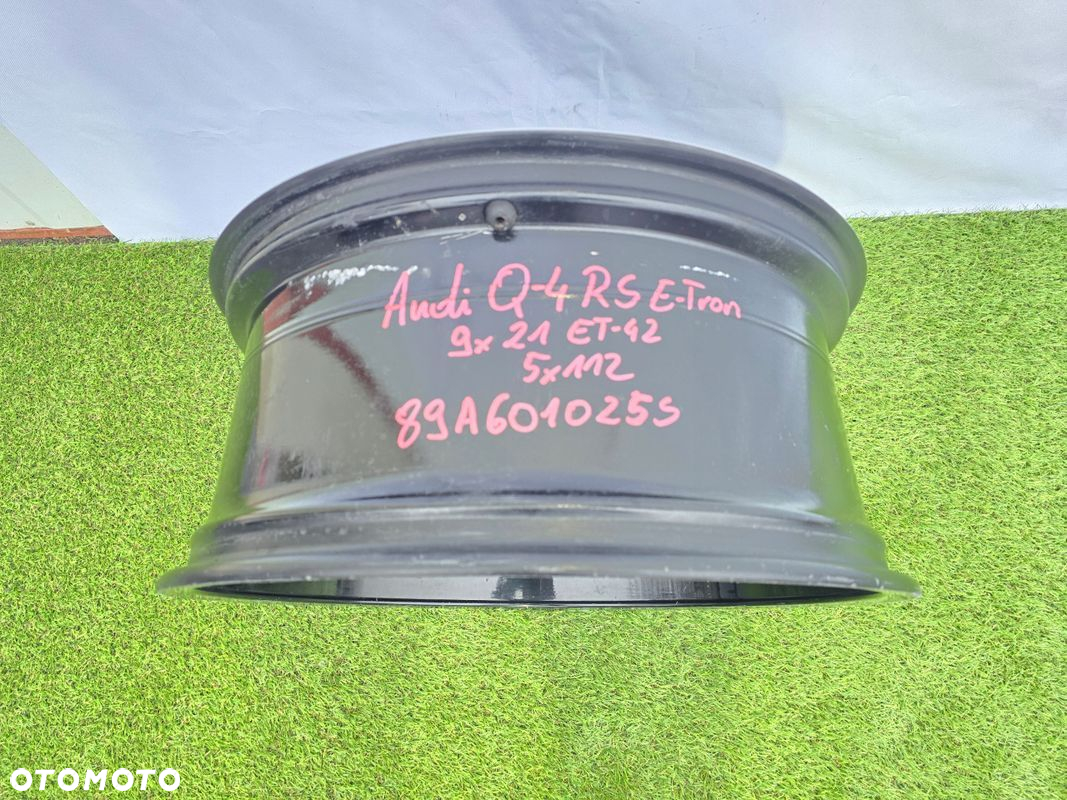 Audi Q-4 RS E-Tron
9x21 ET-42
5x112
89A601025S
OTOMOTO